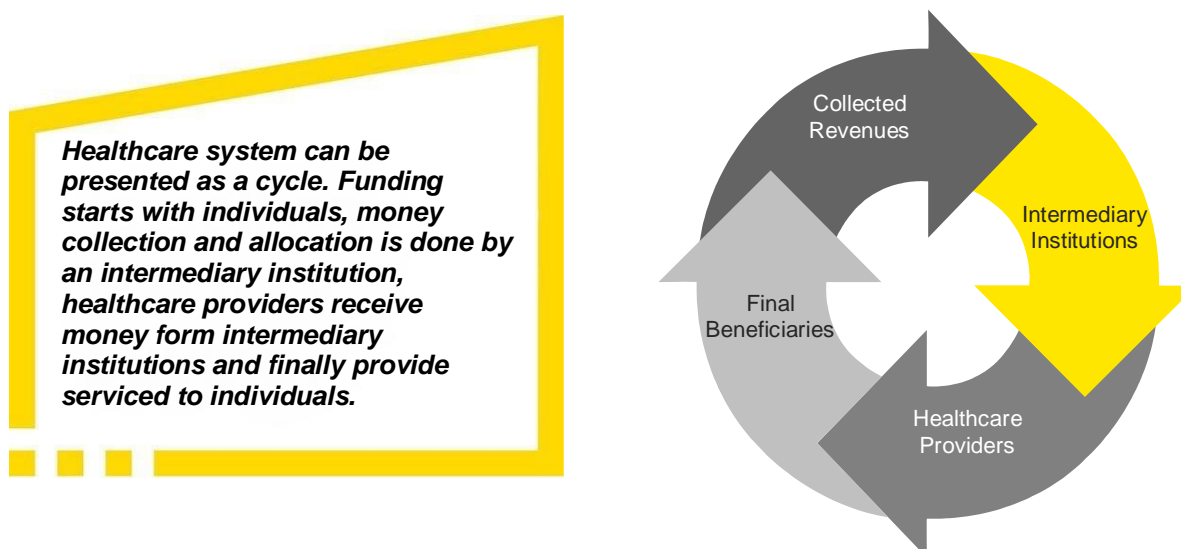 Healthcare system can be
presented as a cycle. Funding
starts with individuals, money
collection and allocation is done by
an intermediary institution,
healthcare providers receive
money form intermediary
institutions and finally provide
serviced to individuals.
Collected
Revenues
Intermediary
Institutions
Healthcare
Providers
Final
Beneficiaries